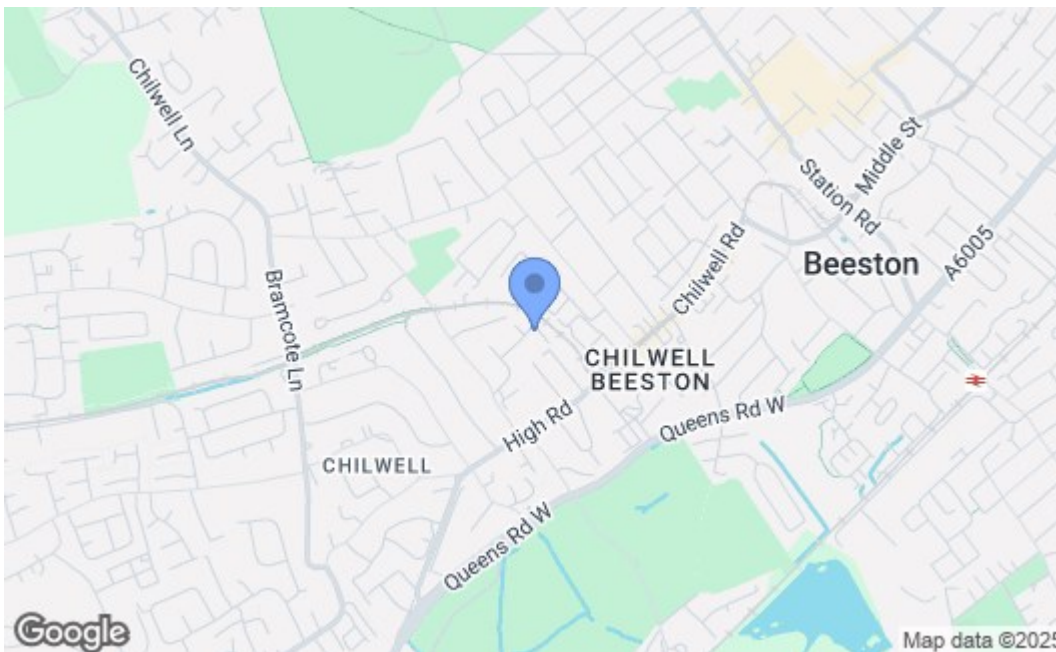 Chilwell Ln
Middle St
Station Rd
A6005
Beeston
Chilwell Rd
Bramcote Ln
CHILWELL
BEESTON
High Rd
Queens Rd W
CHILWELL
Queens Rd W
Google
Map data ©2025